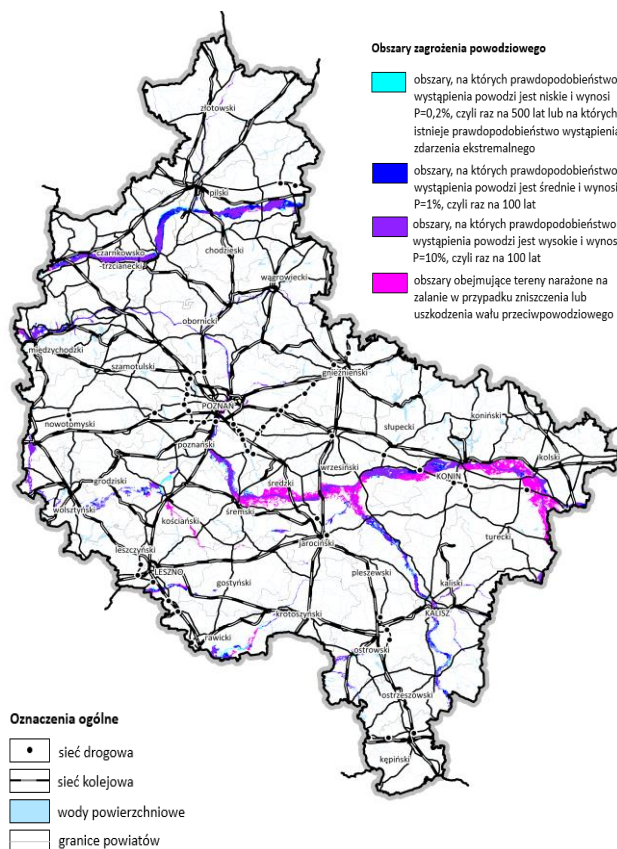 Obszary zagrożenia powodziowego
obszary, na których prawdopodobieństwo
wystąpienia powodzi jest niskie i wynosi
P=0,2%, czyli raz na 500 lat lub na których
istnieje prawdopodobieństwo wystąpienia
zdarzenia ekstremalnego
obszary, na których prawdopodobieństwo
wystąpienia powodzi jest średnie i wynosi
P=1%, czyli raz na 100 lat
obszary, na których prawdopodobieństwo
wystąpienia powodzi jest wysokie i wynosi
P=10%, czyli raz na 100 lat
obszary obejmujące tereny narażone na
zalanie w przypadku zniszczenia lub
uszkodzenia wału przeciwpowodziowego
złotowski
pilski
czarnkowsko
-trzcianecki
chodzieski
wągrowiecki
obornicki
międzychodzki
szamotulski
gnieźnieński
POZNAŃ
nowotomyski
słupecki
koniński
poznański
kolski
wrzesiński
KONIN
grodziski
średzki
wolsztyński
śremski
kościański
turecki
jarociński
leszczyński
LESZNO
pleszewski
gostyński
kaliski
KALISZ
krotoszyński
rawicki
ostrowski
ostrzeszowski
kępiński
Oznaczenia ogólne
sieć drogowa
sieć kolejowa
wody powierzchniowe
granice powiatów